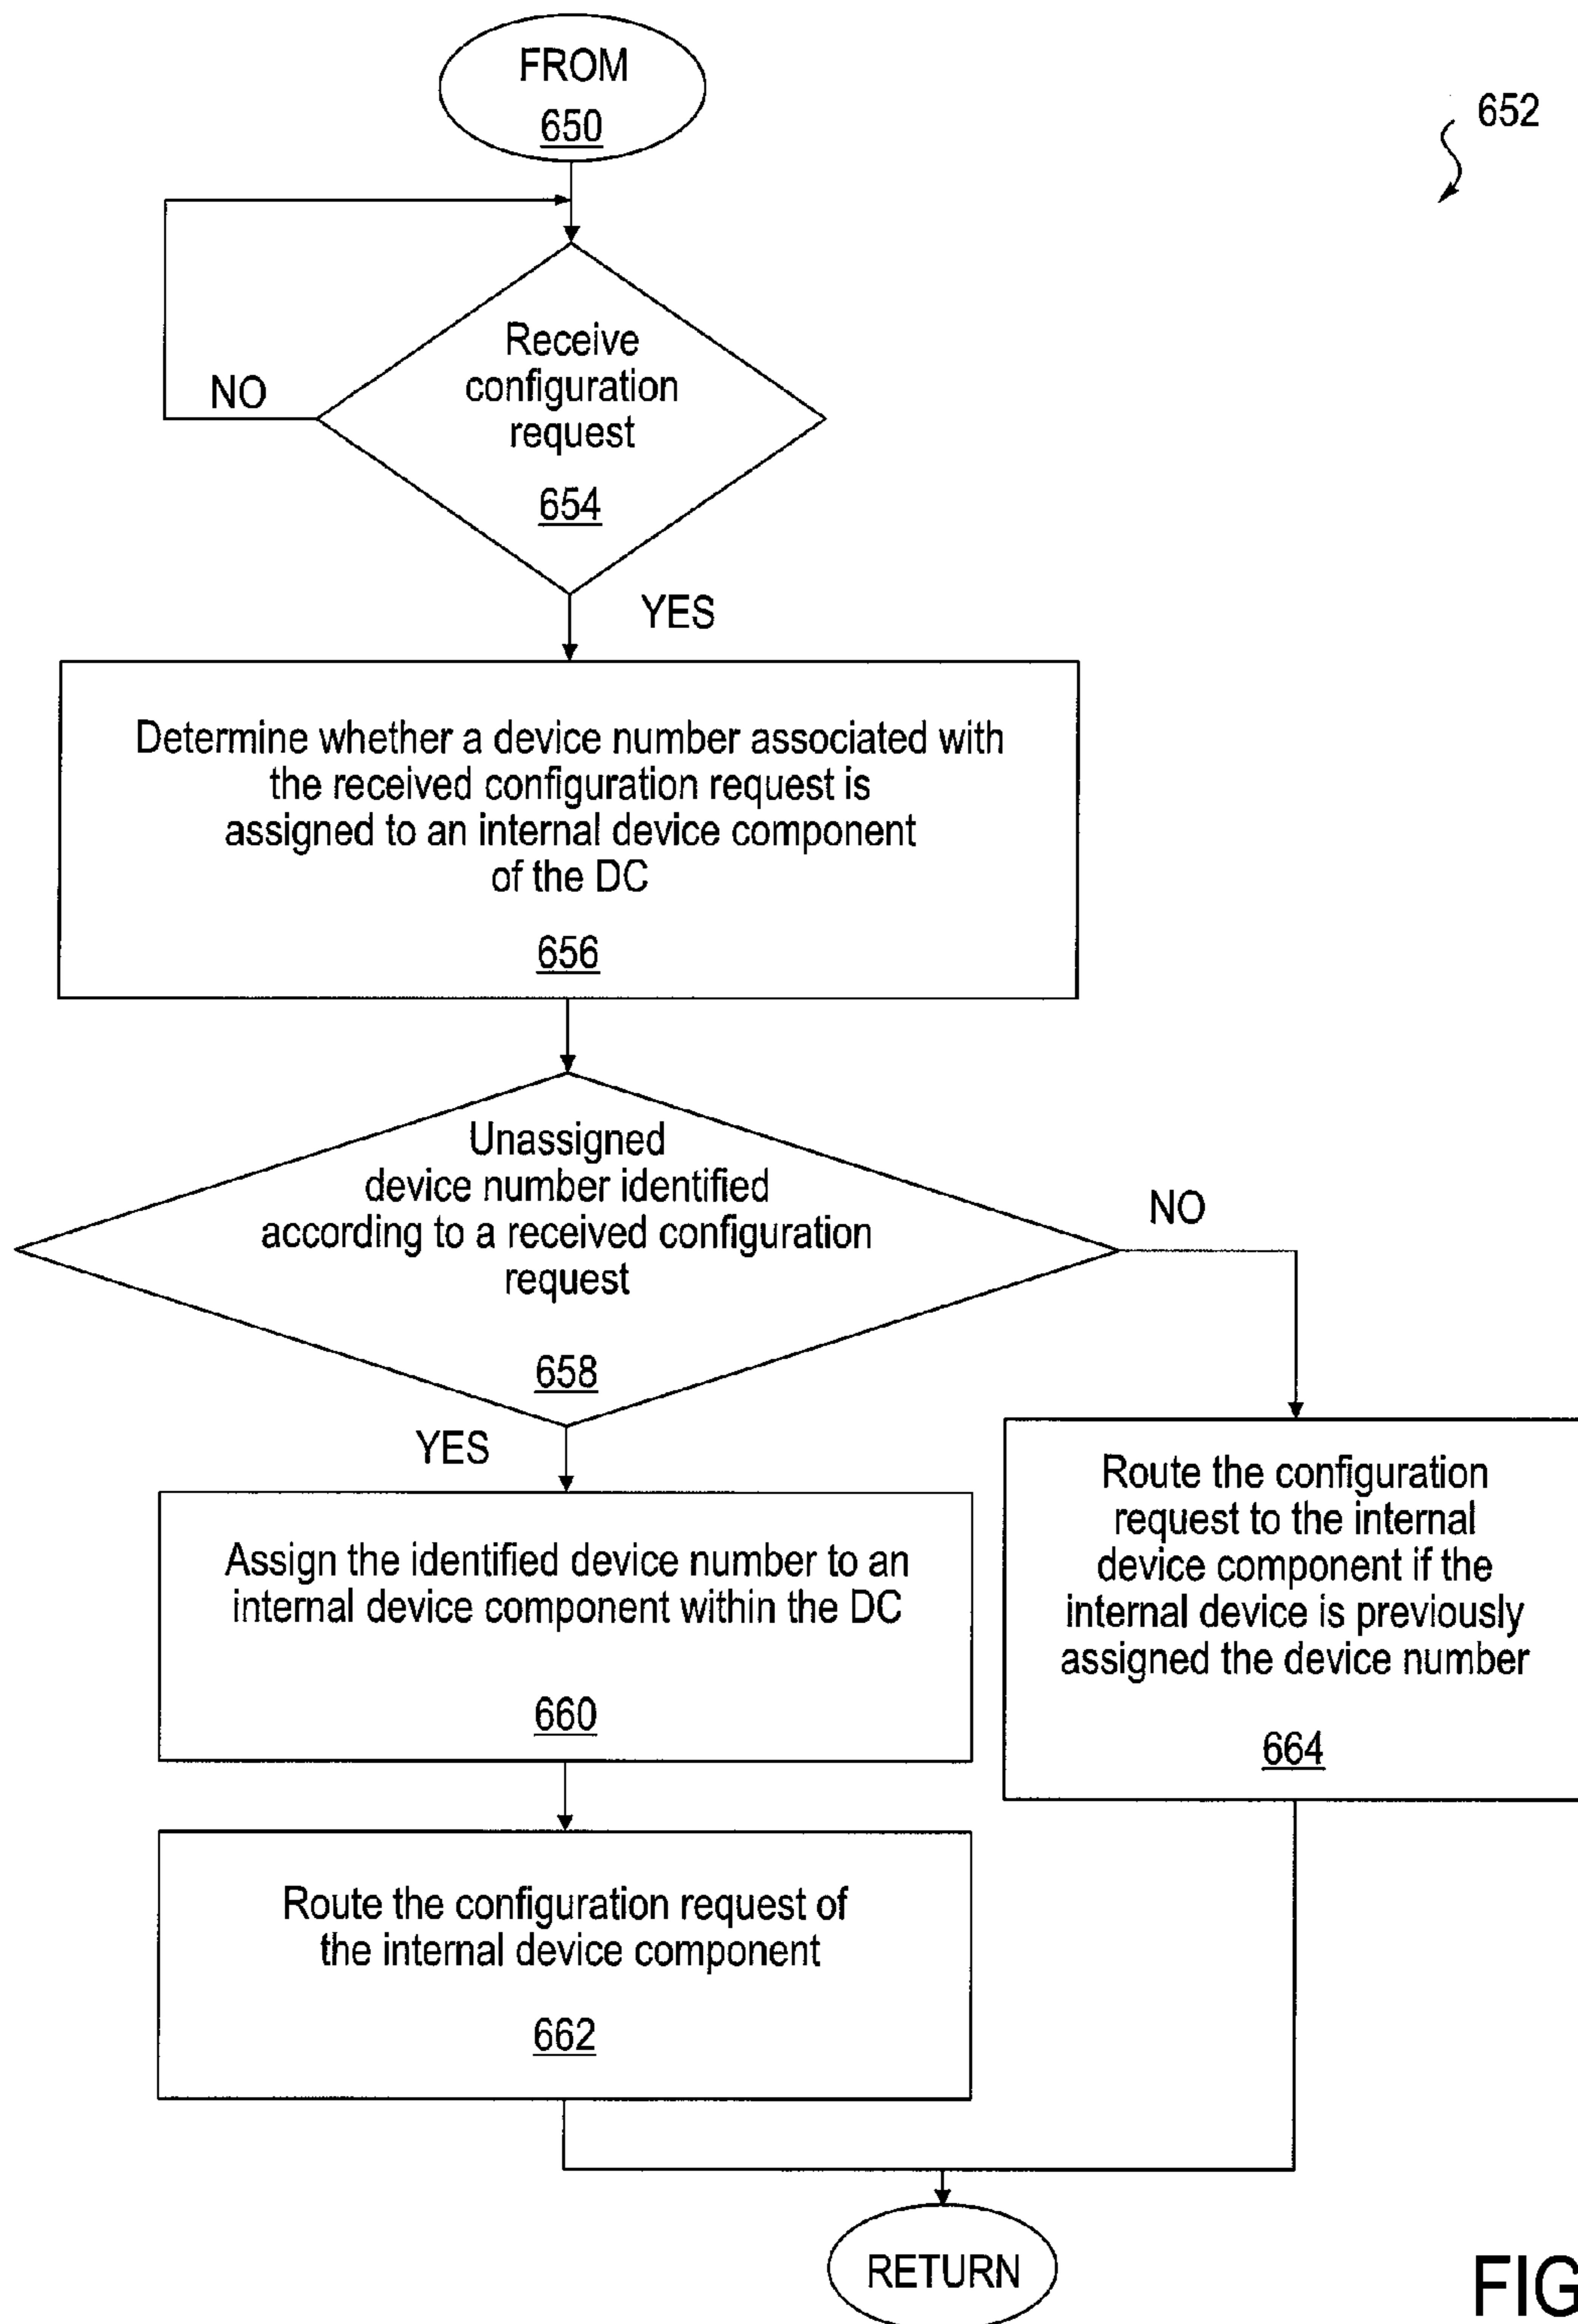 FROM
650
652
Receive
configuration
request
654
NO
YES
Determine whether a device number associated with
the received configuration request is
assigned to an internal device component
of the DC
656
Unassigned
device number identified
according to a received configuration
request
658
NO
YES
Assign the identified device number to an
internal device component within the DC
660
Route the configuration
request to the internal
device component if the
internal device is previously
assigned the device number
664
Route the configuration request of
the internal device component
662
RETURN
FIG